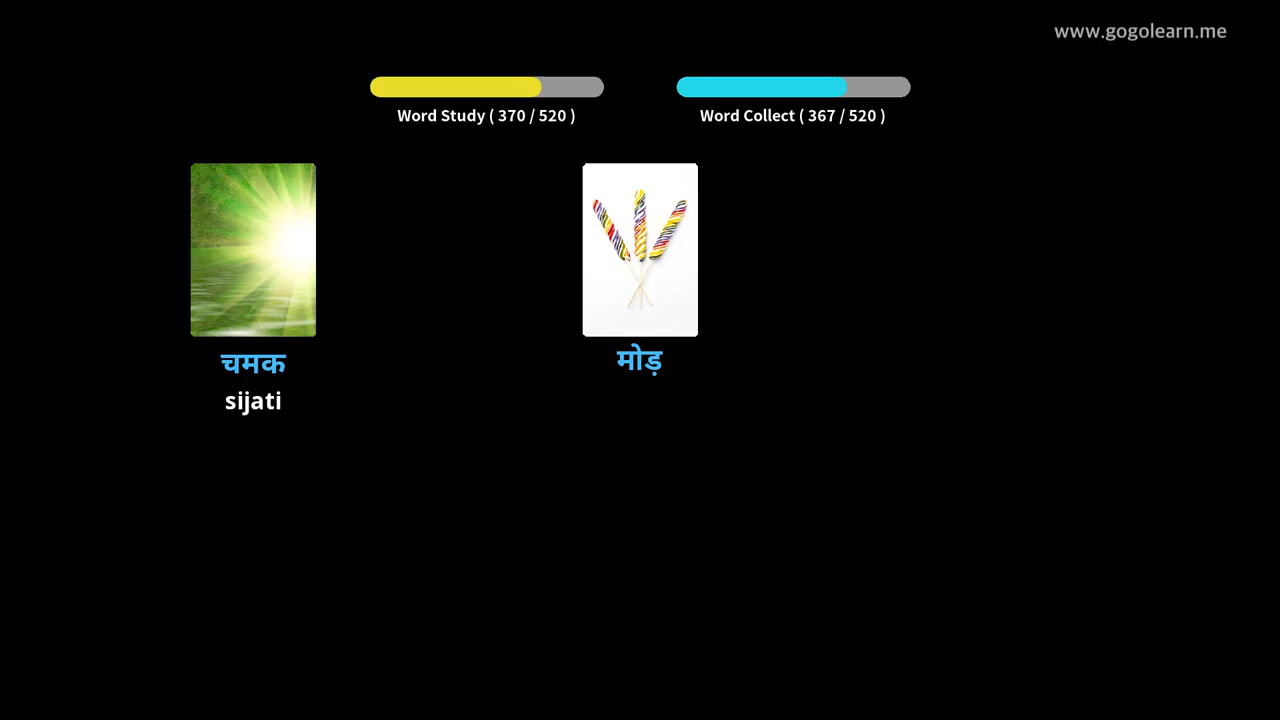 www.gogolearn.me
Word Study ( 370 / 520 )
Word Collect ( 367 / 520 )
चमक
sijati
मोड़